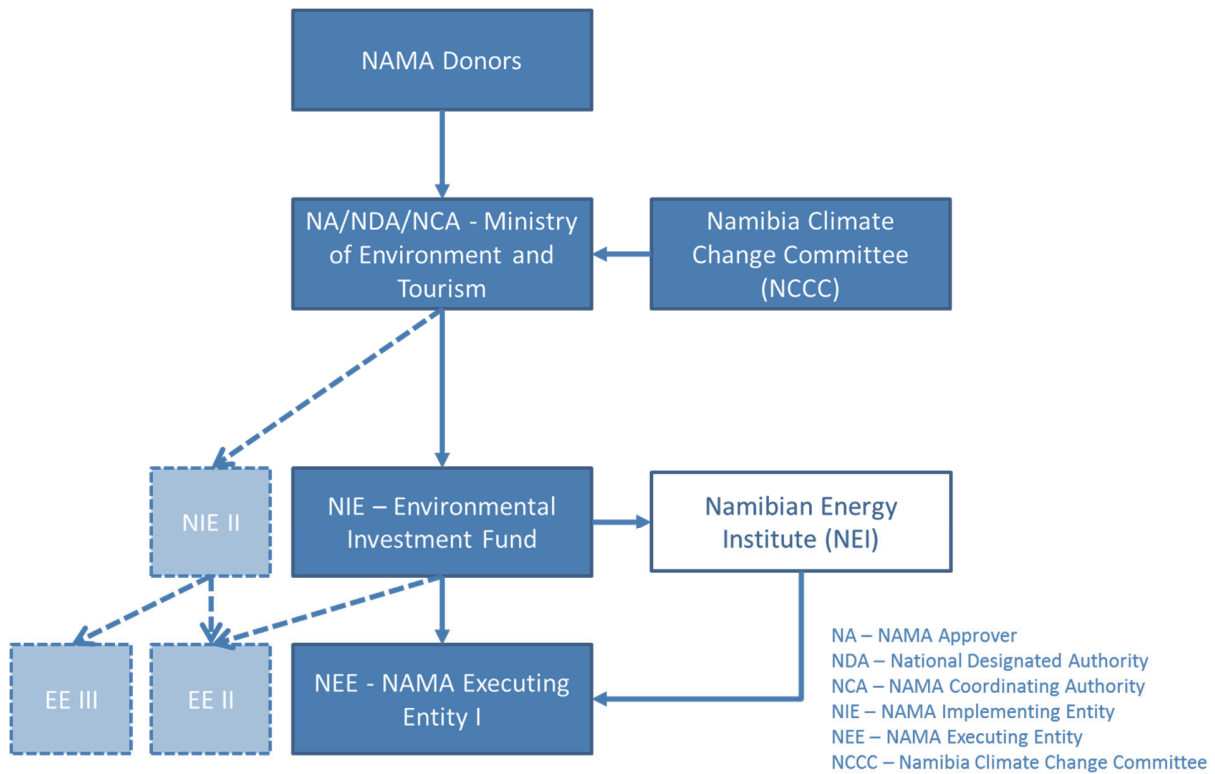 NAMA Donors
NA/NDA/NCA - Ministry
of Environment and
Tourism
Namibia Climate
Change Committee
(NCCC)
NIE II
NIE – Environmental
Investment Fund
Namibian Energy
Institute (NEI)
EE III
EE II
NEE - NAMA Executing
Entity I
NA – NAMA Approver
NDA – National Designated Authority
NCA – NAMA Coordinating Authority
NIE – NAMA Implementing Entity
NEE – NAMA Executing Entity
NCCC – Namibia Climate Change Committee